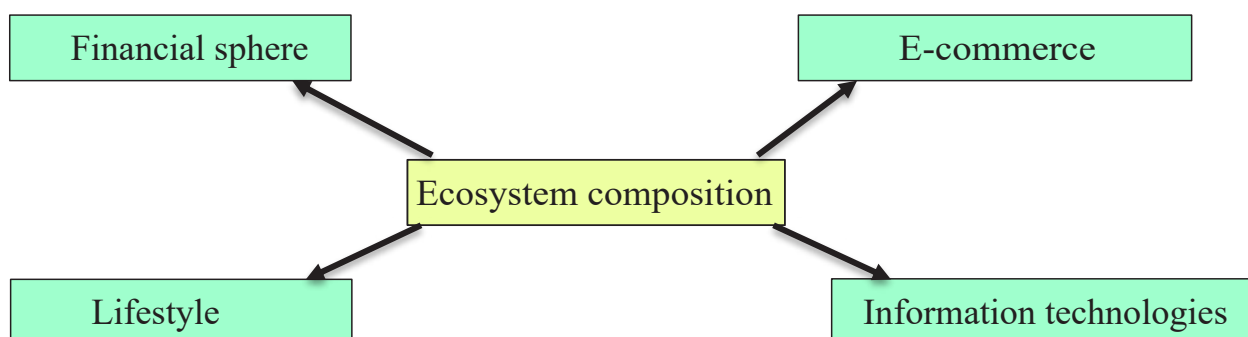 Financial sphere
E-commerce
Ecosystem composition
Lifestyle
Information technologies